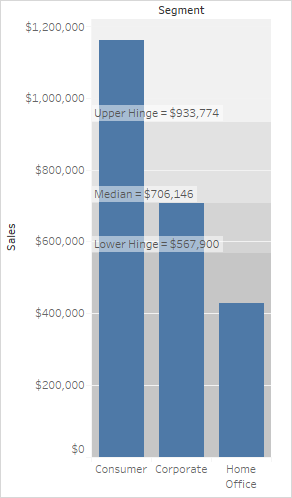 Segment
$1,200,000
$1,000,000
Upper Hinge = $933,774
$800,000
Median = $706,146
Sales
$600,000
Lower Hinge = $567,900
$400,000
$200,000
$0
Consumer Corporate Home
Office